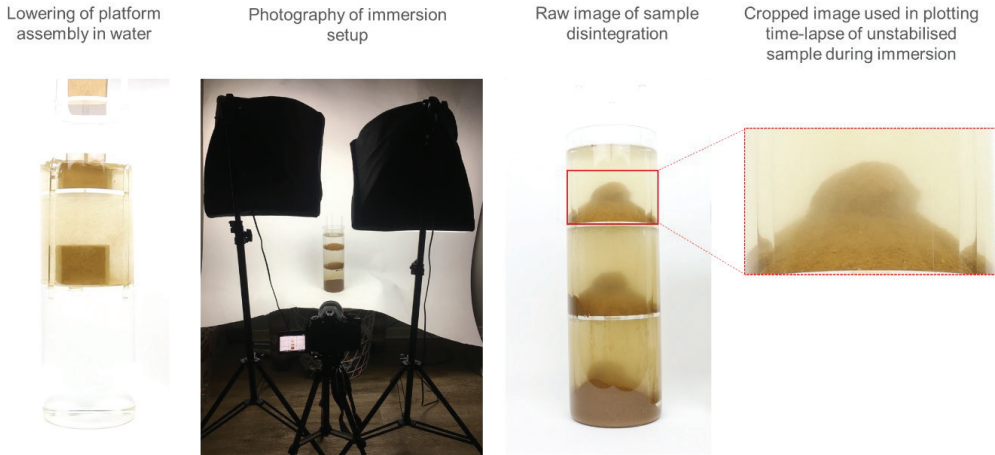 Lowering of platform
assembly in water
Photography of immersion
setup
Raw image of sample
disintegration
Cropped image used in plotting
time-lapse of unstabilised
sample during immersion